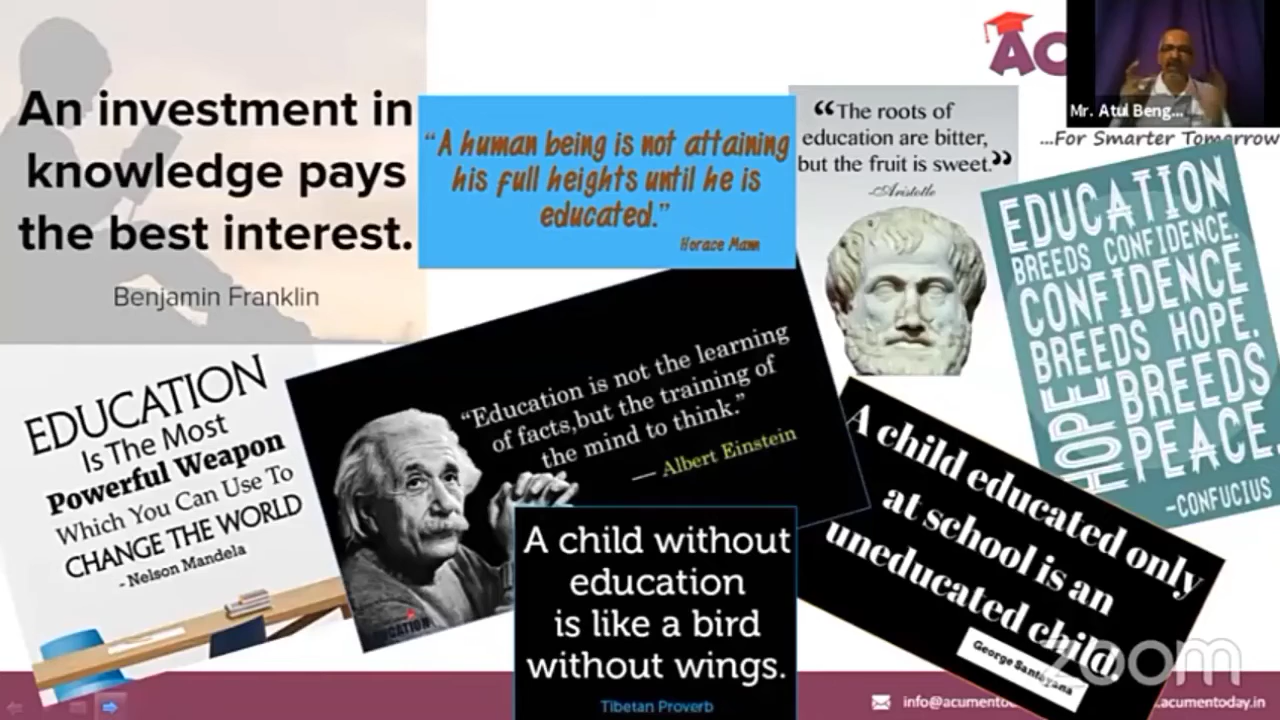 An investment in
knowledge pays
the best interest.
Benjamin Franklin
“A human being is not attaining
his full heights until he is
educated.”
Horace Mann
“The roots of
education are bitter,
but the fruit is sweet.”
-Aristotle
AC
Mr. Atul Beng...
...For Smarter Tomorrow
EDUCATION
BREEDS CONFIDENCE.
CONFIDENCE
BREEDS HOPE.
HOPE BREEDS
PEACE.
-CONFUCIUS
EDUCATION
Is The Most
Powerful Weapon
Which You Can Use To
CHANGE THE WORLD
- Nelson Mandela
“Education is not the learning
of facts,but the training of
the mind to think.”
— Albert Einstein
A child without
education
is like a bird
without wings.
Tibetan Proverb
A child educated only
at school is an
uneducated child.
George Santayana
zoom
info@acumento
.acumentoday.in